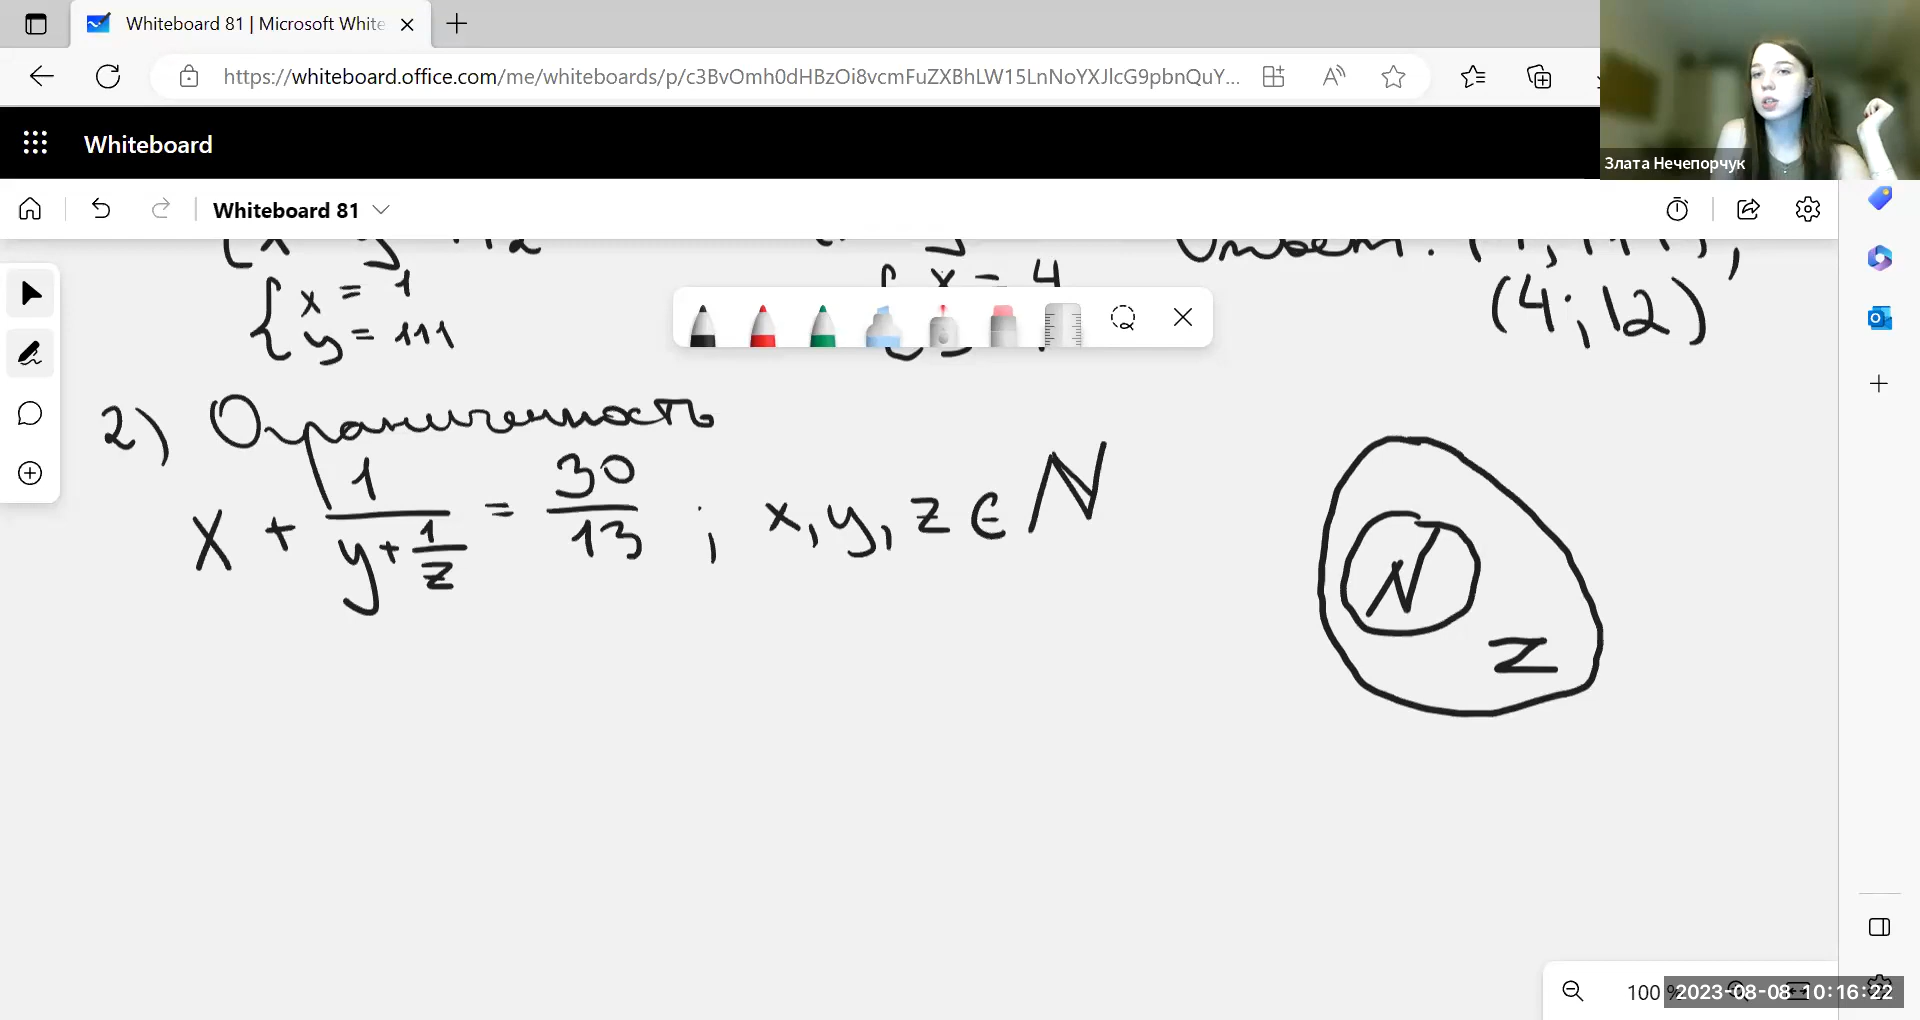 Whiteboard 81 | Microsoft White
https://whiteboard.office.com/me/whiteboards/p/c3BvOmh0dHBzOi8vcmFuZXBhLW15LnNoYXJlcG9pbnQuY...
Злата Нечепорчук
Whiteboard
Whiteboard 81
{ x = 1
y = 111
x = 4
(4; 12)
2) Ограниченность
x + 1/(y + 1/z) = 30/13 ; x, y, z ∈ N
N
Z
100 %
2023-08-08 10:16:22